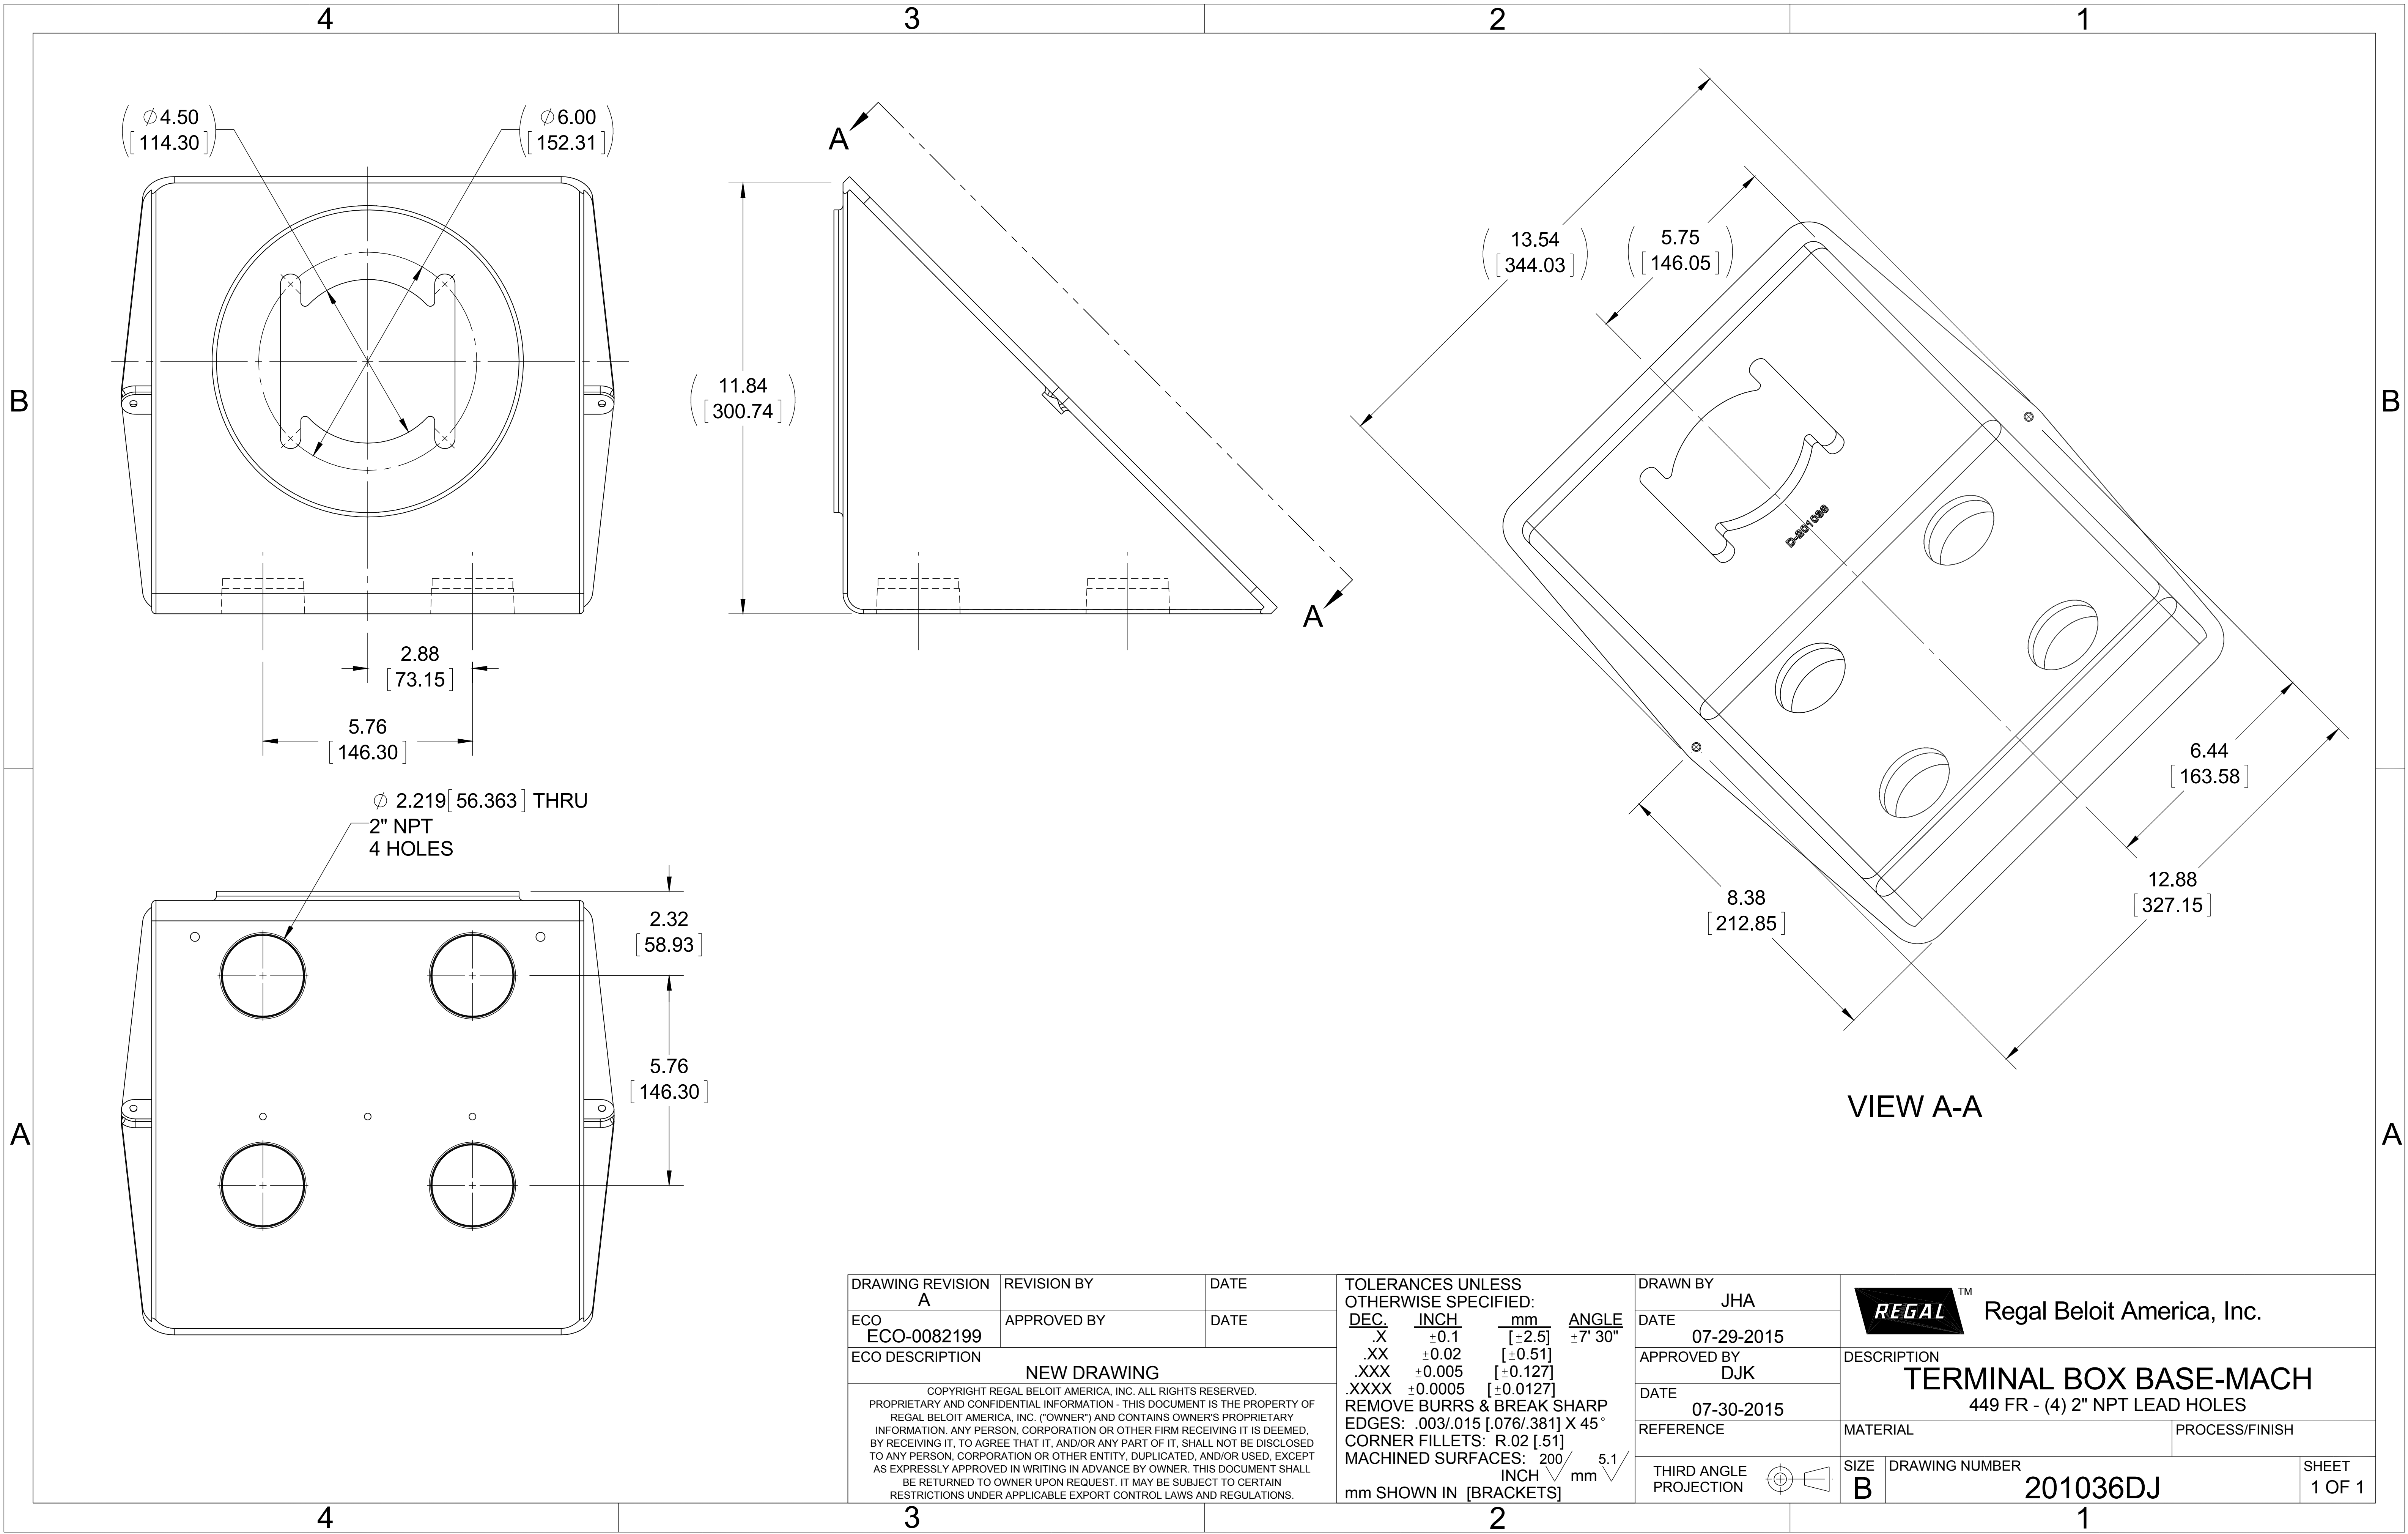 4
3
2
1
∅4.50
[114.30]
∅6.00
[152.31]
A
13.54
[344.03]
5.75
[146.05]
11.84
[300.74]
B
B
A
2.88
[73.15]
5.76
[146.30]
6.44
[163.58]
∅ 2.219[56.363] THRU
2" NPT
4 HOLES
12.88
[327.15]
8.38
[212.85]
2.32
[58.93]
5.76
[146.30]
VIEW A-A
A
A
DRAWING REVISION
A
REVISION BY
DATE
ECO
ECO-0082199
APPROVED BY
DATE
ECO DESCRIPTION
NEW DRAWING
COPYRIGHT REGAL BELOIT AMERICA, INC. ALL RIGHTS RESERVED.
PROPRIETARY AND CONFIDENTIAL INFORMATION - THIS DOCUMENT IS THE PROPERTY OF
REGAL BELOIT AMERICA, INC. ("OWNER") AND CONTAINS OWNER'S PROPRIETARY
INFORMATION. ANY PERSON, CORPORATION OR OTHER FIRM RECEIVING IT IS DEEMED,
BY RECEIVING IT, TO AGREE THAT IT, AND/OR ANY PART OF IT, SHALL NOT BE DISCLOSED
TO ANY PERSON, CORPORATION OR OTHER ENTITY, DUPLICATED, AND/OR USED, EXCEPT
AS EXPRESSLY APPROVED IN WRITING IN ADVANCE BY OWNER. THIS DOCUMENT SHALL
BE RETURNED TO OWNER UPON REQUEST. IT MAY BE SUBJECT TO CERTAIN
RESTRICTIONS UNDER APPLICABLE EXPORT CONTROL LAWS AND REGULATIONS.
TOLERANCES UNLESS
OTHERWISE SPECIFIED:
DEC. INCH mm ANGLE
.X ±0.1 [±2.5] ±7' 30"
.XX ±0.02 [±0.51]
.XXX ±0.005 [±0.127]
.XXXX ±0.0005 [±0.0127]
REMOVE BURRS & BREAK SHARP
EDGES: .003/.015 [.076/.381] X 45°
CORNER FILLETS: R.02 [.51]
MACHINED SURFACES: 200 5.1
INCH mm
mm SHOWN IN [BRACKETS]
DRAWN BY
JHA
DATE
07-29-2015
APPROVED BY
DJK
DATE
07-30-2015
REFERENCE
THIRD ANGLE
PROJECTION
REGAL TM Regal Beloit America, Inc.
DESCRIPTION
TERMINAL BOX BASE-MACH
449 FR - (4) 2" NPT LEAD HOLES
MATERIAL
PROCESS/FINISH
SIZE
B
DRAWING NUMBER
201036DJ
SHEET
1 OF 1
4
3
2
1